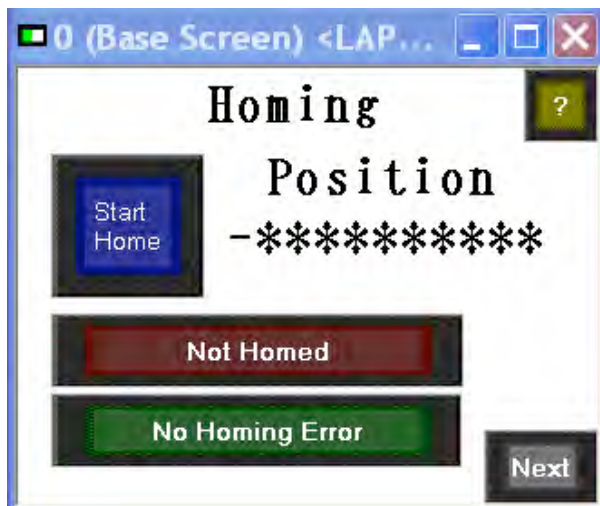 0 (Base Screen) <LAP...
Homing
?
Position
Start
Home
-**********
Not Homed
No Homing Error
Next